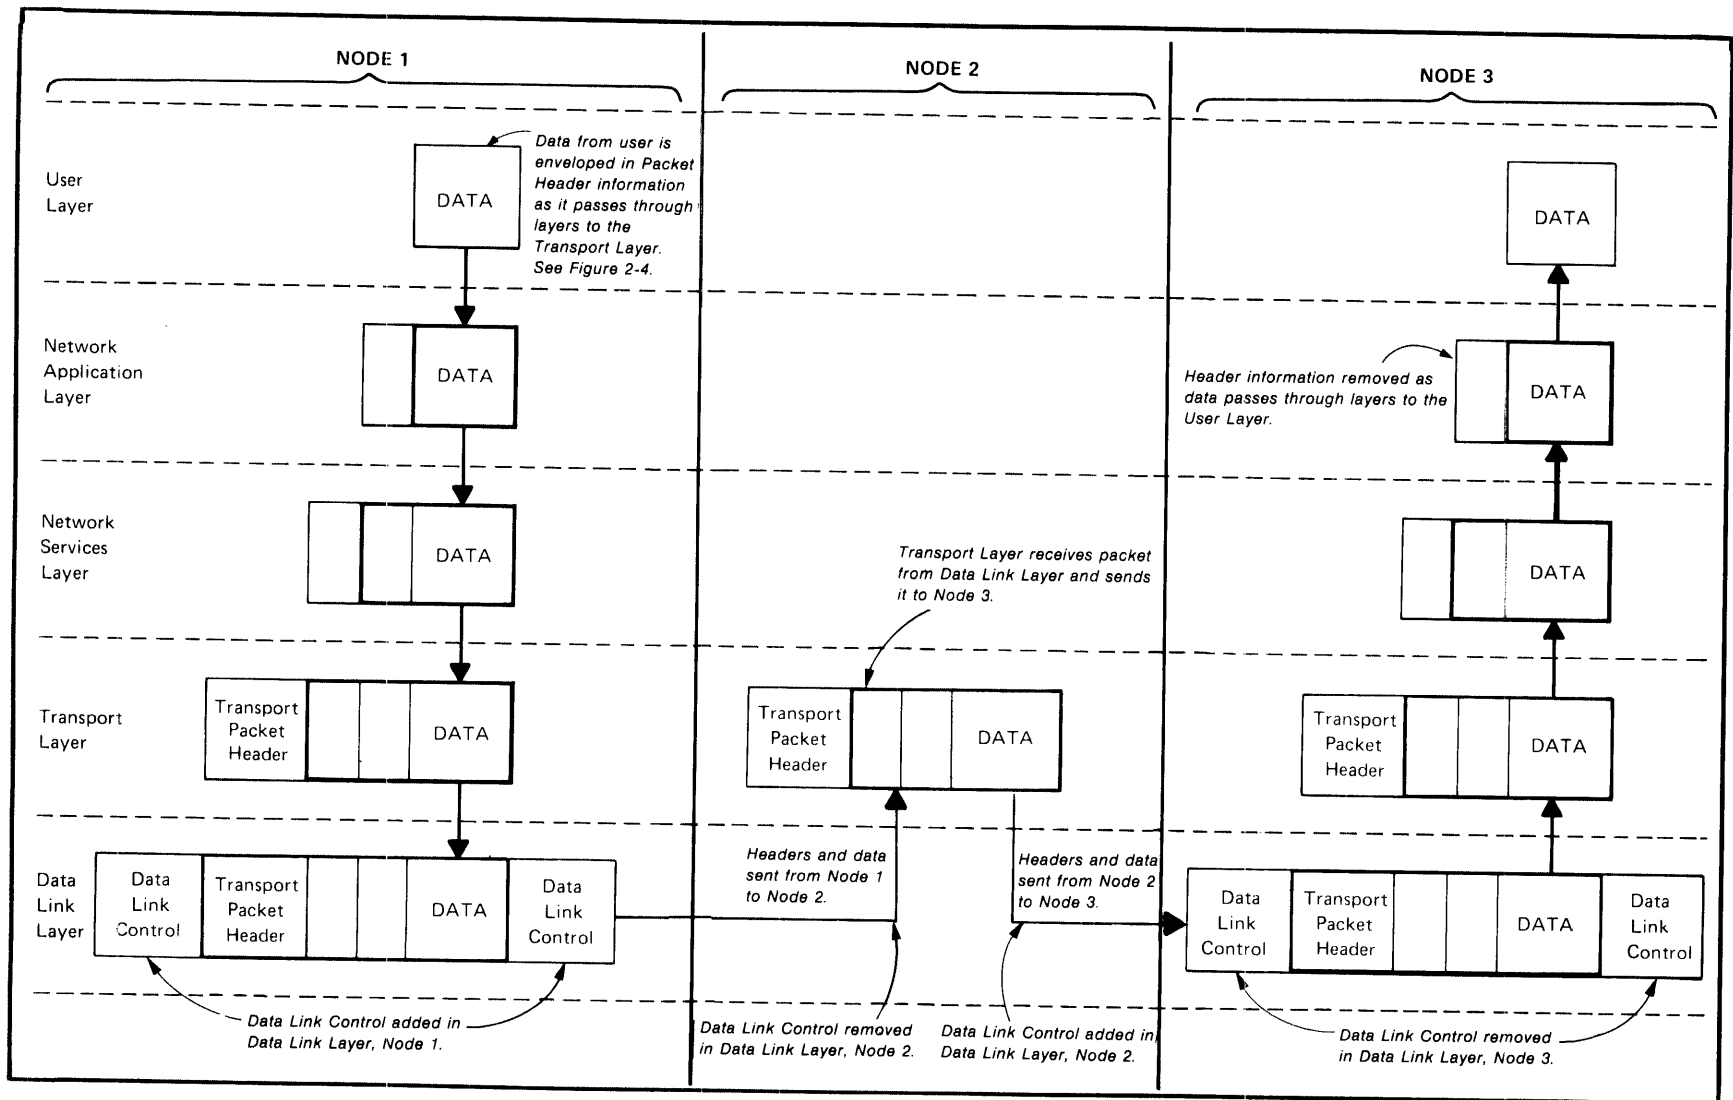 NODE 1
NODE 2
NODE 3
User
Layer
DATA
Data from user is
enveloped in Packet
Header information
as it passes through
layers to the
Transport Layer.
See Figure 2-4.
DATA
Network
Application
Layer
DATA
Header information removed as
data passes through layers to the
User Layer.
DATA
Network
Services
Layer
DATA
Transport Layer receives packet
from Data Link Layer and sends
it to Node 3.
DATA
Transport
Layer
Transport
Packet
Header
DATA
Transport
Packet
Header
DATA
Transport
Packet
Header
DATA
Data
Link
Layer
Data
Link
Control
Transport
Packet
Header
DATA
Data
Link
Control
Headers and data
sent from Node 1
to Node 2.
Headers and data
sent from Node 2
to Node 3.
Data
Link
Control
Transport
Packet
Header
DATA
Data
Link
Control
Data Link Control added in
Data Link Layer, Node 1.
Data Link Control removed
in Data Link Layer, Node 2.
Data Link Control added in
Data Link Layer, Node 2.
Data Link Control removed
in Data Link Layer, Node 3.